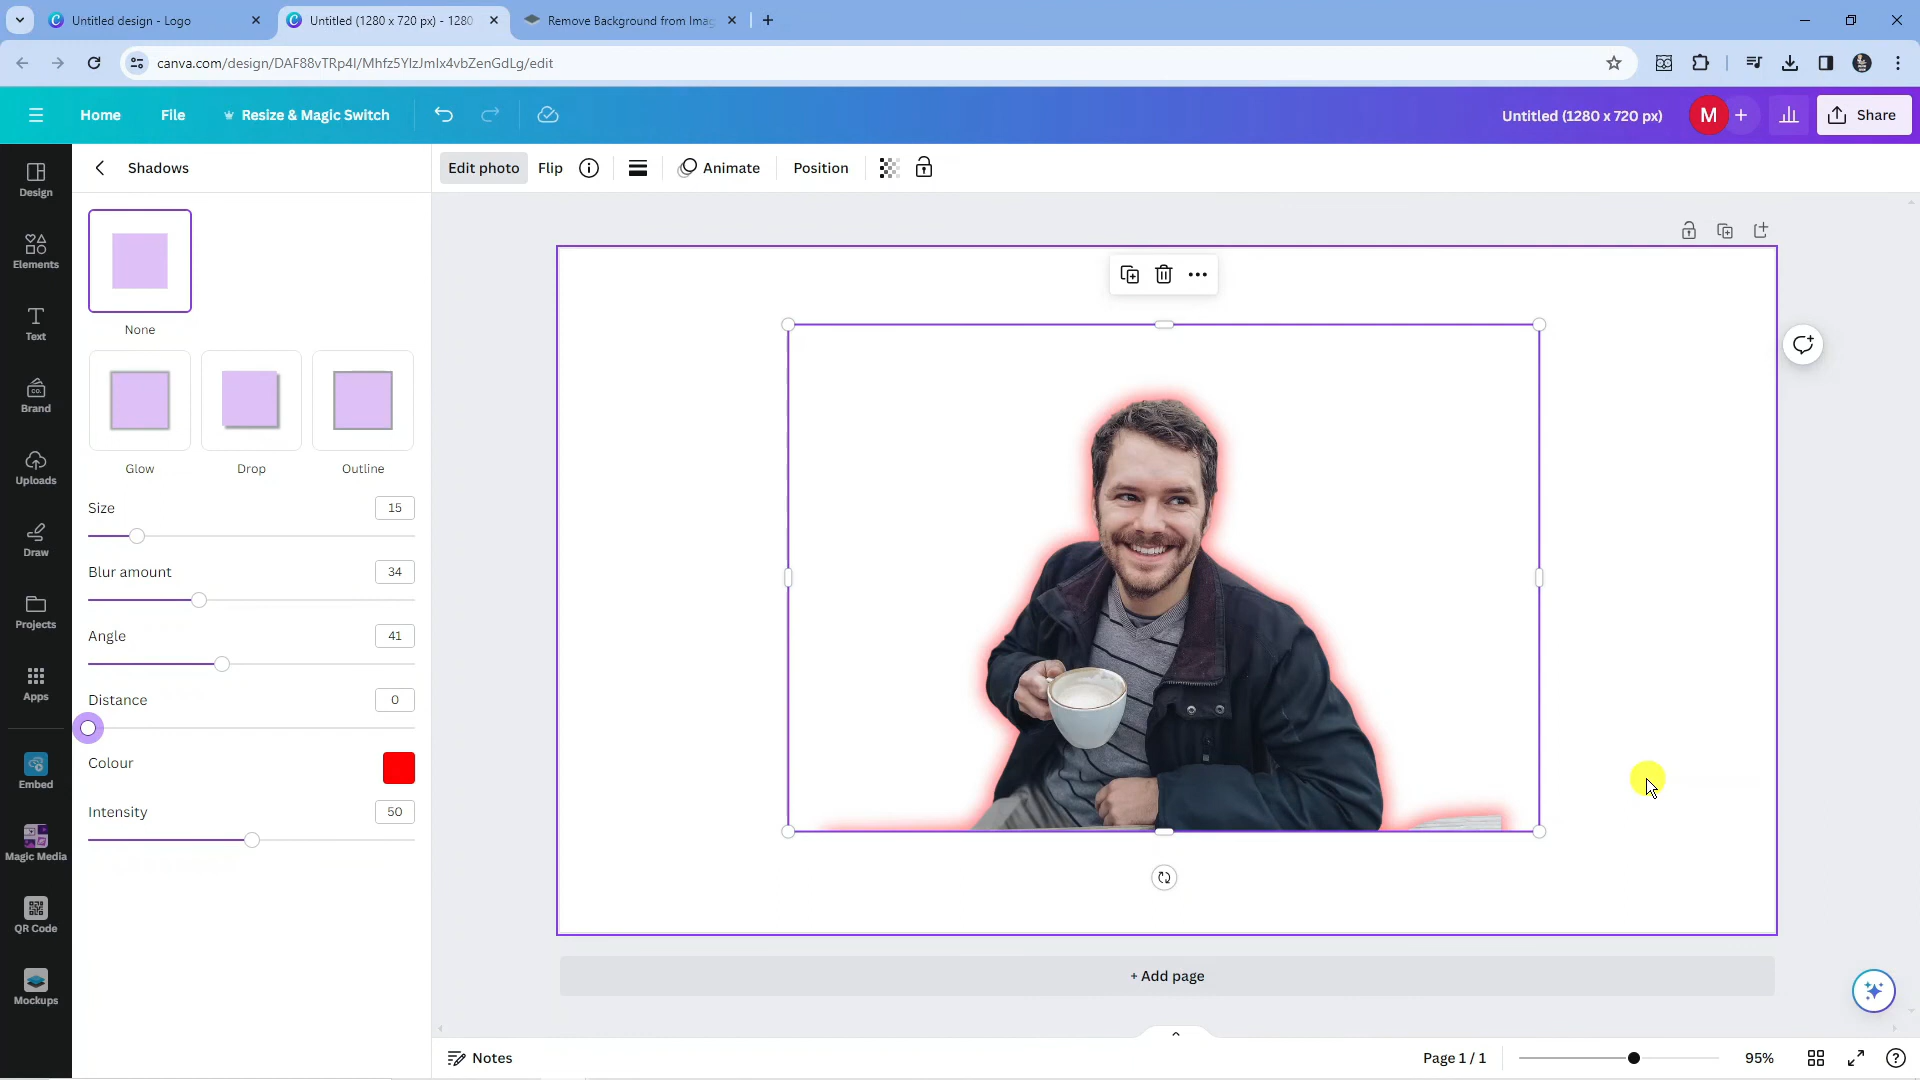 Untitled design - Logo
Untitled (1280 x 720 px) - 1280
Remove Background from Imag
canva.com/design/DAF88vTRp4I/Mhfz5YIzJmIx4vbZenGdLg/edit
Home
File
Resize & Magic Switch
Untitled (1280 x 720 px)
M
Share
Design
Elements
Text
Brand
Uploads
Draw
Projects
Apps
Embed
Magic Media
QR Code
Mockups
Shadows
None
Glow
Drop
Outline
Size
15
Blur amount
34
Angle
41
Distance
0
Colour
Intensity
50
Edit photo
Flip
Animate
Position
+ Add page
Notes
Page 1 / 1
95%